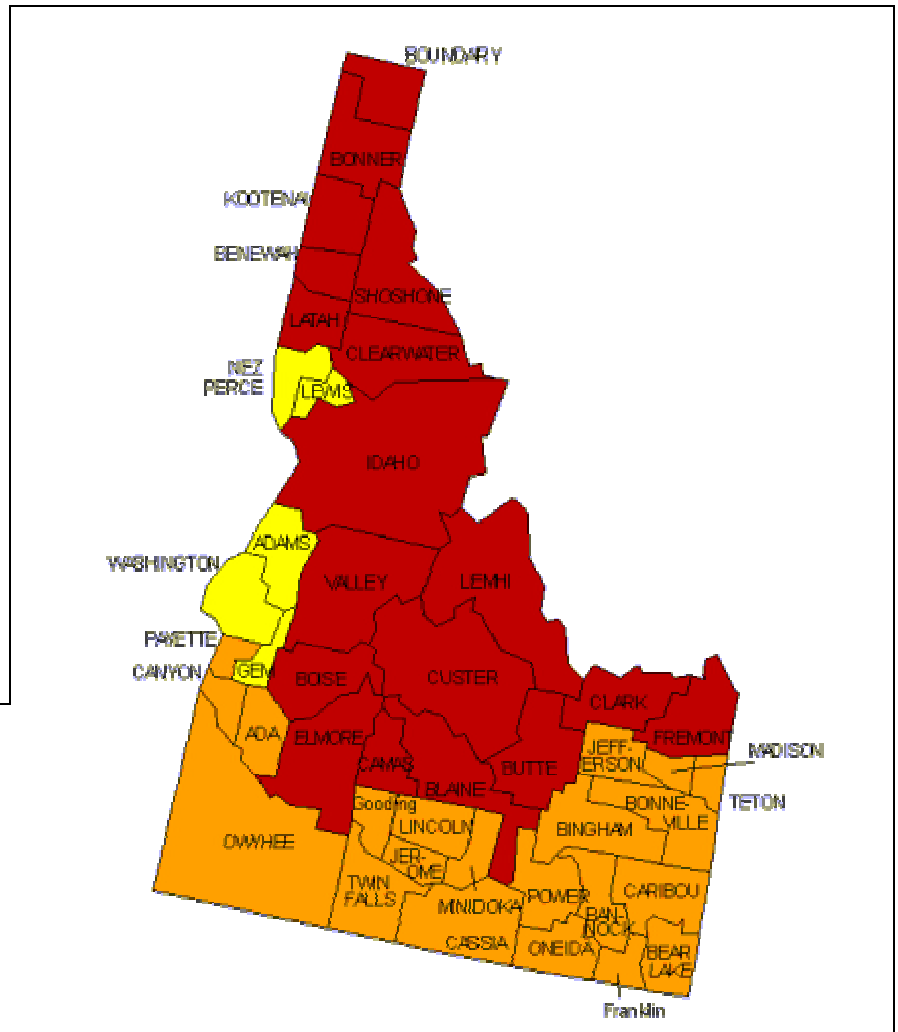 BOUNDARY
BONNER
KOOTENAI
BENEWAH
SHOSHONE
LATAH
CLEARWATER
NEZ
PERCE
LEWIS
IDAHO
ADAMS
WASHINGTON
VALLEY
LEMHI
PAYETTE
CANYON
GEM
BOISE
CUSTER
CLARK
ADA
ELMORE
FREMONT
JEFF-
ERSON
MADISON
CAMAS
BUTTE
BLAINE
TETON
Gooding
BONNE-
VILLE
LINCOLN
BINGHAM
OWYHEE
JER-
OME
TWIN
FALLS
MINIDOKA
POWER
CARIBOU
BAN-
NOCK
CASSIA
ONEIDA
BEAR
LAKE
Franklin